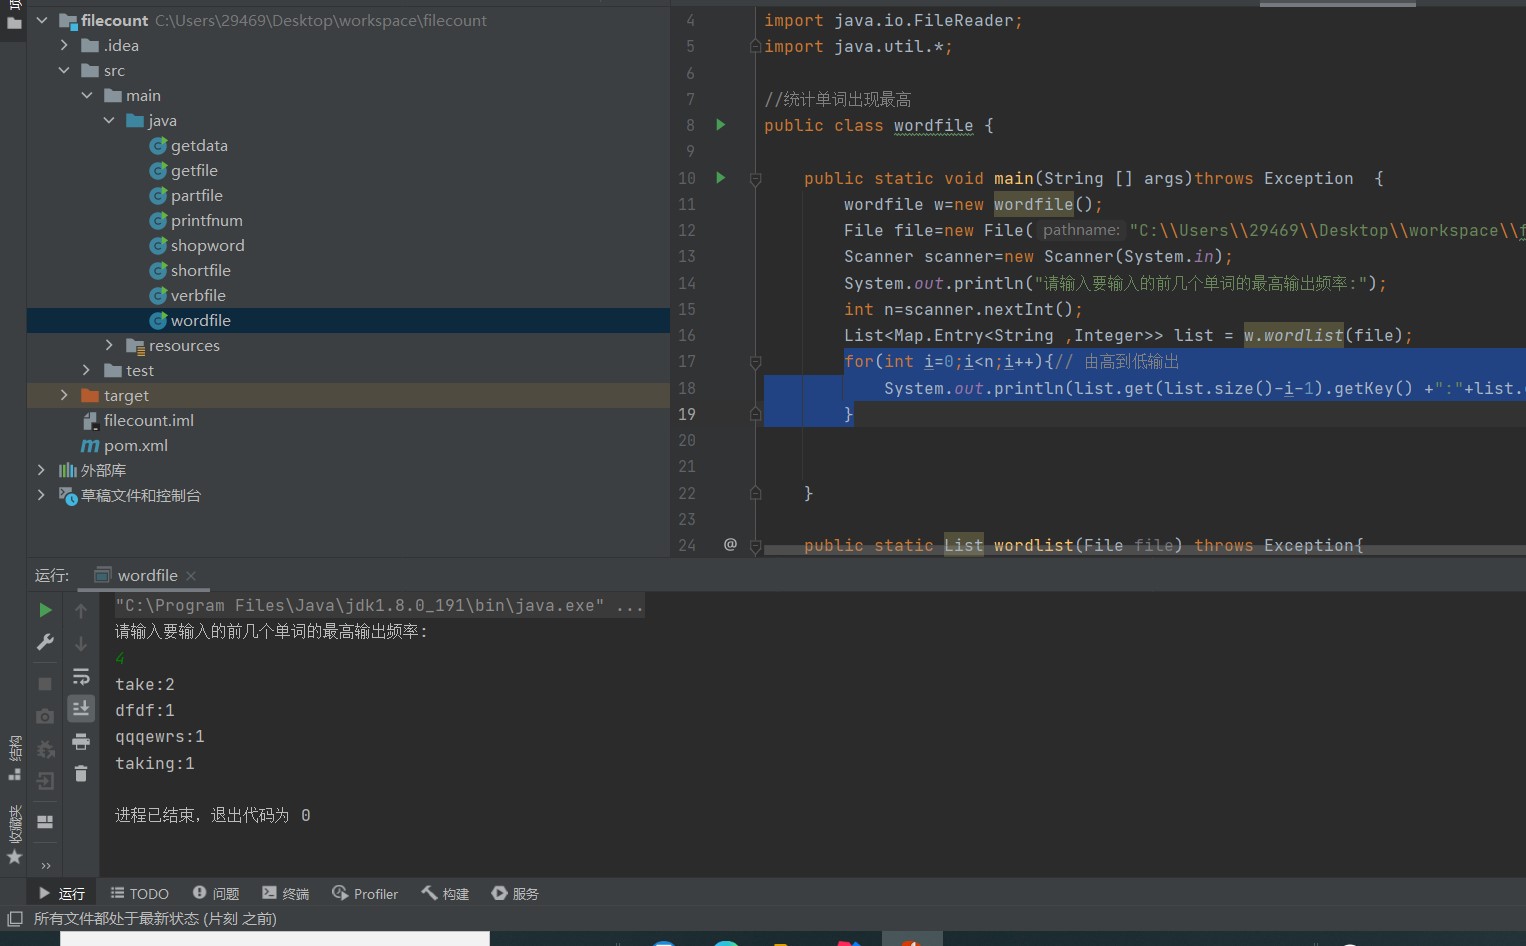 filecount C:\Users\29469\Desktop\workspace\filecount
.idea
src
main
java
getdata
getfile
partfile
printfnum
shopword
shortfile
verbfile
wordfile
resources
test
target
filecount.iml
pom.xml
外部库
草稿文件和控制台
4 import java.io.FileReader;
5 import java.util.*;
6
7 //统计单词出现最高
8 public class wordfile {
9
10 public static void main(String [] args)throws Exception {
11 wordfile w=new wordfile();
12 File file=new File( pathname: "C:\\Users\\29469\\Desktop\\workspace\\f
13 Scanner scanner=new Scanner(System.in);
14 System.out.println("请输入要输入的前几个单词的最高输出频率:");
15 int n=scanner.nextInt();
16 List<Map.Entry<String ,Integer>> list = w.wordlist(file);
17 for(int i=0;i<n;i++){// 由高到低输出
18 System.out.println(list.get(list.size()-i-1).getKey() +":"+list.
19 }
20
21
22 }
23
24 @ public static List wordlist(File file) throws Exception{
运行: wordfile
"C:\Program Files\Java\jdk1.8.0_191\bin\java.exe" ...
请输入要输入的前几个单词的最高输出频率:
4
take:2
dfdf:1
qqqewrs:1
taking:1
进程已结束，退出代码为 0
结构
收藏夹
运行 TODO 问题 终端 Profiler 构建 服务
所有文件都处于最新状态 (片刻 之前)